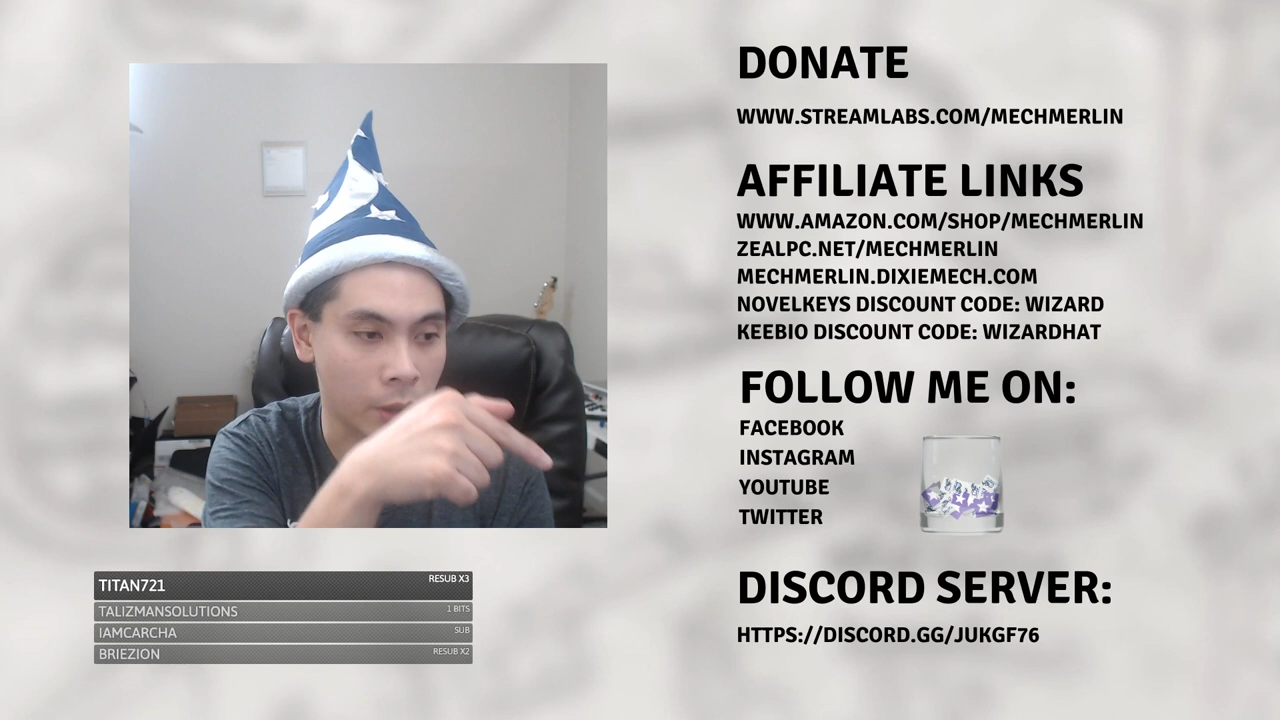 DONATE
WWW.STREAMLABS.COM/MECHMERLIN
AFFILIATE LINKS
WWW.AMAZON.COM/SHOP/MECHMERLIN
ZEALPC.NET/MECHMERLIN
MECHMERLIN.DIXIEMECH.COM
NOVELKEYS DISCOUNT CODE: WIZARD
KEEBIO DISCOUNT CODE: WIZARDHAT
FOLLOW ME ON:
FACEBOOK
INSTAGRAM
YOUTUBE
TWITTER
DISCORD SERVER:
HTTPS://DISCORD.GG/JUKGF76
TITAN721 RESUB X3
TALIZMANSOLUTIONS 1 BITS
IAMCARCHA SUB
BRIEZION RESUB X2